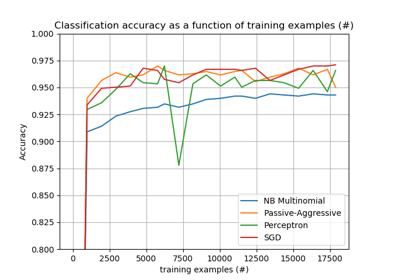 Classification accuracy as a function of training examples (#)
1.000
0.975
0.950
0.925
0.900
0.875
0.850
0.825
0.800
Accuracy
NB Multinomial
Passive-Aggressive
Perceptron
SGD
0 2500 5000 7500 10000 12500 15000 17500
training examples (#)